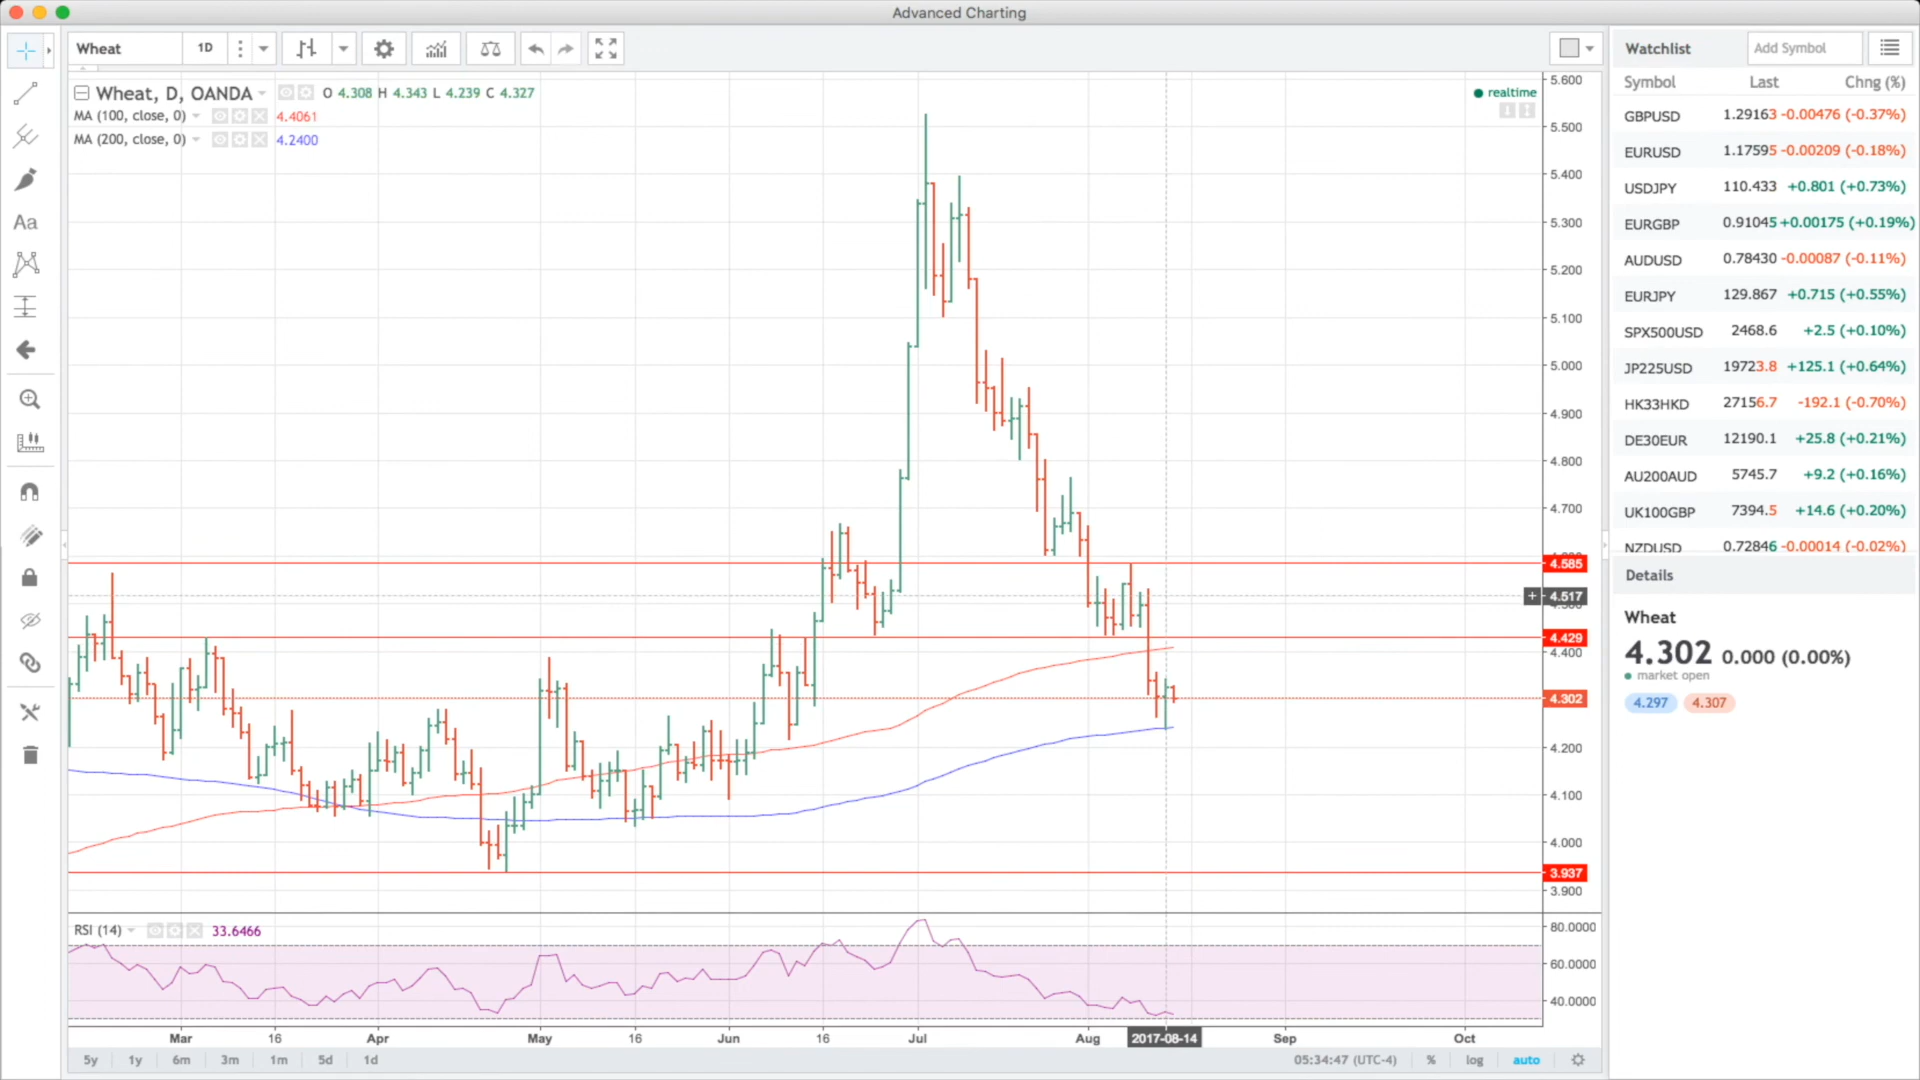 Advanced Charting
Wheat 1D
Wheat, D, OANDA O 4.308 H 4.343 L 4.239 C 4.327
MA (100, close, 0) 4.4061
MA (200, close, 0) 4.2400
realtime
5.600
5.500
5.400
5.300
5.200
5.100
5.000
4.900
4.800
4.700
4.585
+ 4.517
4.429
4.400
4.302
4.200
4.100
4.000
3.937
3.900
RSI (14) 33.6466
80.0000
60.0000
40.0000
Mar 16 Apr May 16 Jun 16 Jul Aug 2017-08-14 Sep Oct
5y 1y 6m 3m 1m 5d 1d 05:34:47 (UTC-4) % log auto
Aa
Watchlist Add Symbol
Symbol Last Chng (%)
GBPUSD 1.29163 -0.00476 (-0.37%)
EURUSD 1.17595 -0.00209 (-0.18%)
USDJPY 110.433 +0.801 (+0.73%)
EURGBP 0.91045 +0.00175 (+0.19%)
AUDUSD 0.78430 -0.00087 (-0.11%)
EURJPY 129.867 +0.715 (+0.55%)
SPX500USD 2468.6 +2.5 (+0.10%)
JP225USD 19723.8 +125.1 (+0.64%)
HK33HKD 27156.7 -192.1 (-0.70%)
DE30EUR 12190.1 +25.8 (+0.21%)
AU200AUD 5745.7 +9.2 (+0.16%)
UK100GBP 7394.5 +14.6 (+0.20%)
NZDUSD 0.72846 -0.00014 (-0.02%)
Details
Wheat
4.302 0.000 (0.00%)
market open
4.297 4.307